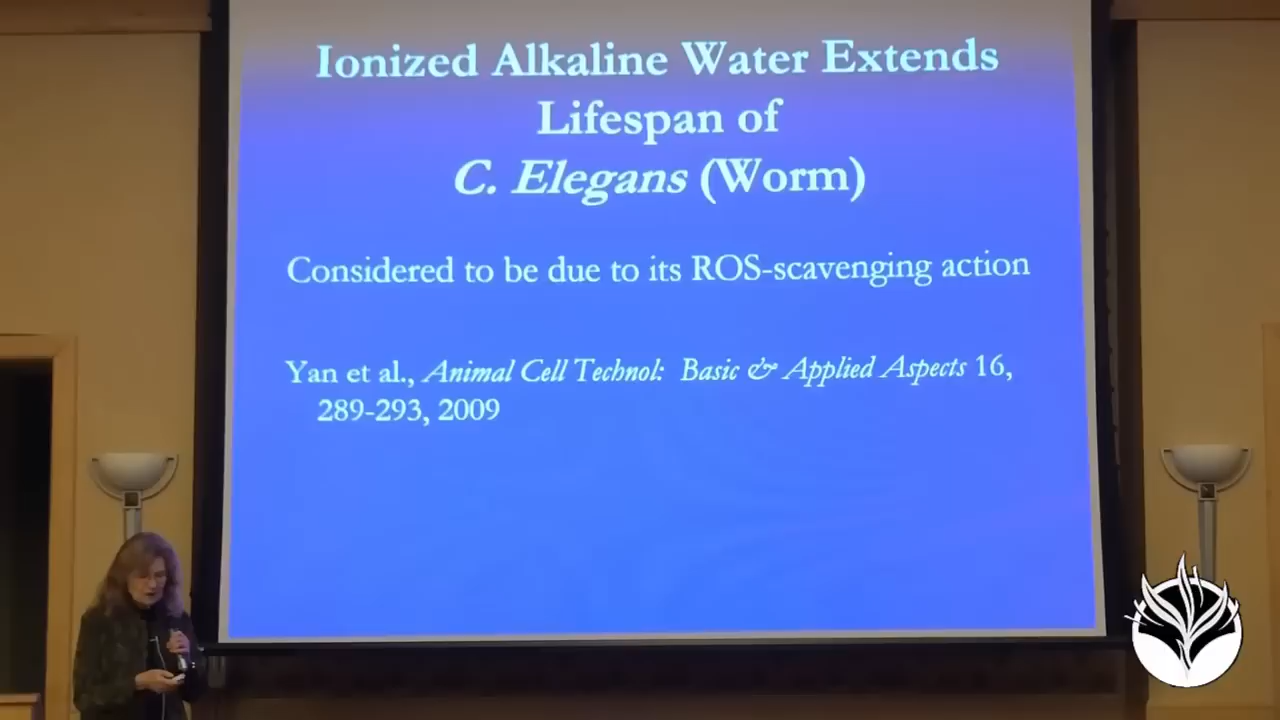 Ionized Alkaline Water Extends
Lifespan of
C. Elegans (Worm)
Considered to be due to its ROS-scavenging action
Yan et al., Animal Cell Technol: Basic & Applied Aspects 16,
289-293, 2009